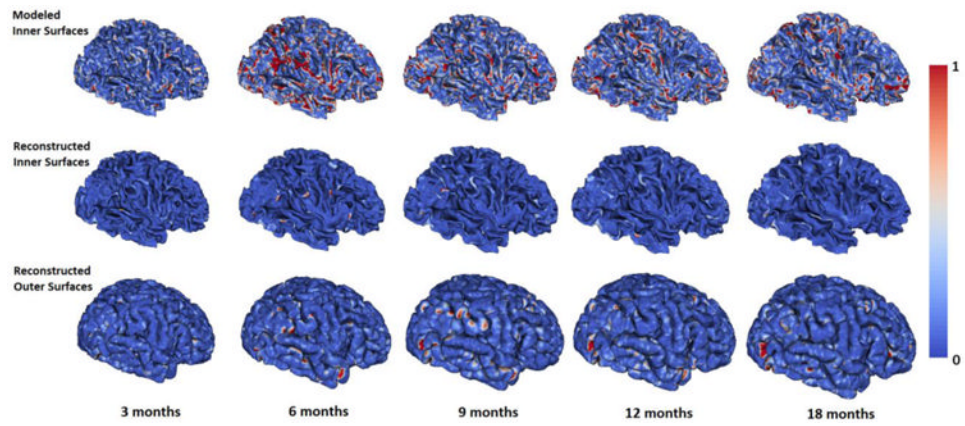 Modeled
Inner Surfaces
1
Reconstructed
Inner Surfaces
Reconstructed
Outer Surfaces
0
3 months
6 months
9 months
12 months
18 months